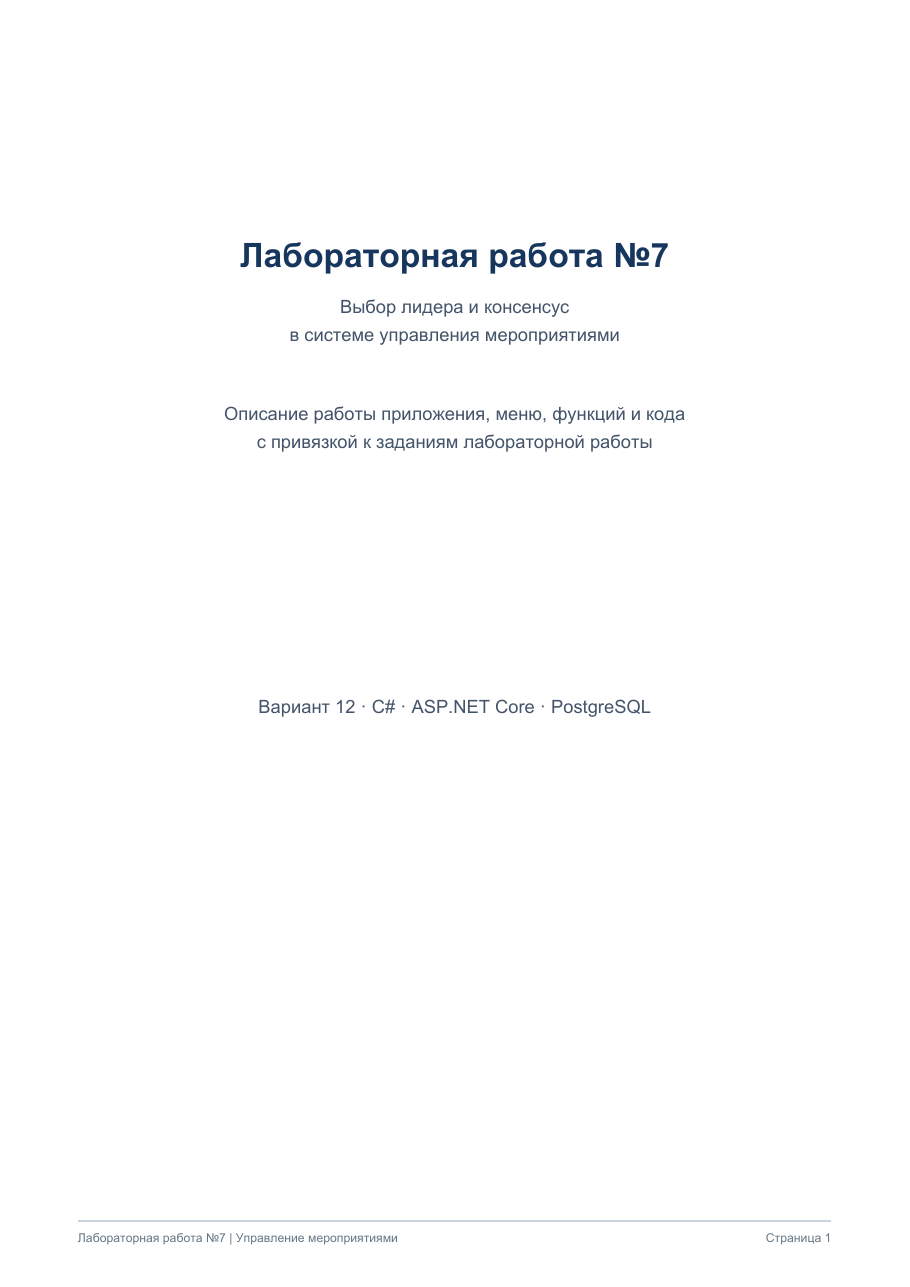 Лабораторная работа №7
Выбор лидера и консенсус
в системе управления мероприятиями
Описание работы приложения, меню, функций и кода
с привязкой к заданиям лабораторной работы
Вариант 12 · C# · ASP.NET Core · PostgreSQL
Лабораторная работа №7 | Управление мероприятиями
Страница 1